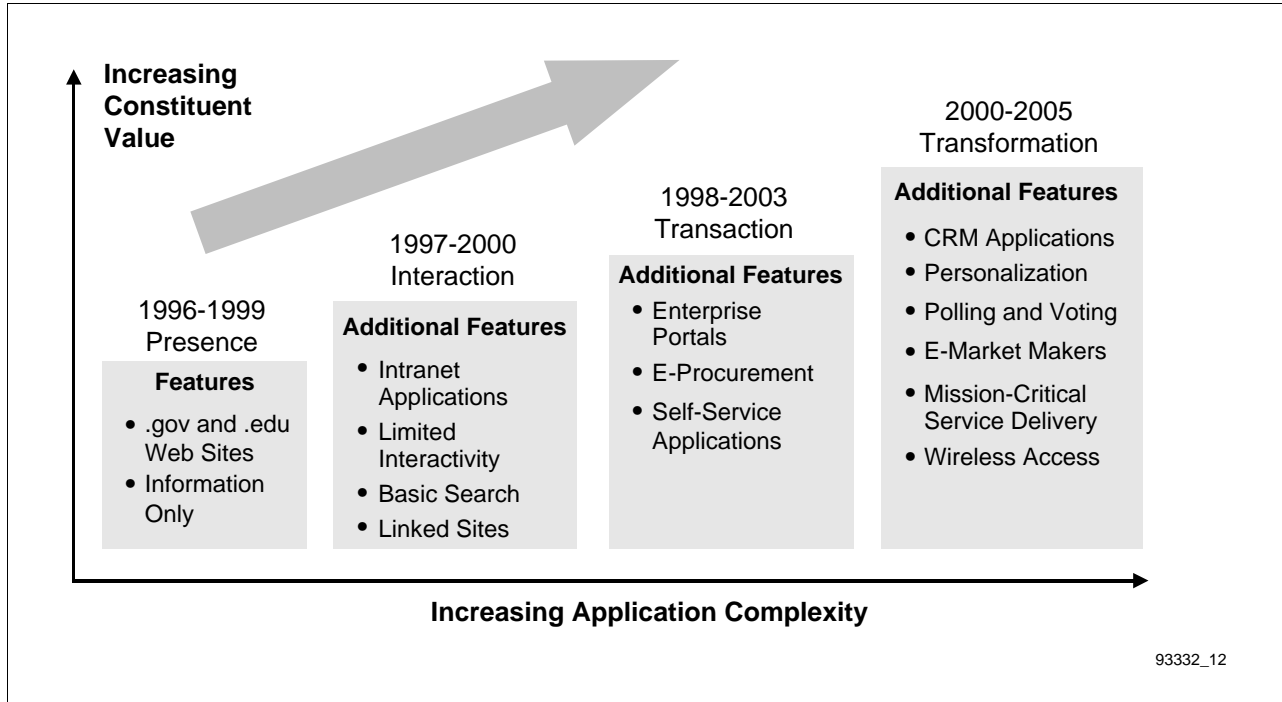 Increasing
Constituent
Value
1996-1999
Presence
Features
• .gov and .edu
Web Sites
• Information
Only
1997-2000
Interaction
Additional Features
• Intranet
Applications
• Limited
Interactivity
• Basic Search
• Linked Sites
1998-2003
Transaction
Additional Features
• Enterprise
Portals
• E-Procurement
• Self-Service
Applications
2000-2005
Transformation
Additional Features
• CRM Applications
• Personalization
• Polling and Voting
• E-Market Makers
• Mission-Critical
Service Delivery
• Wireless Access
Increasing Application Complexity
93332_12